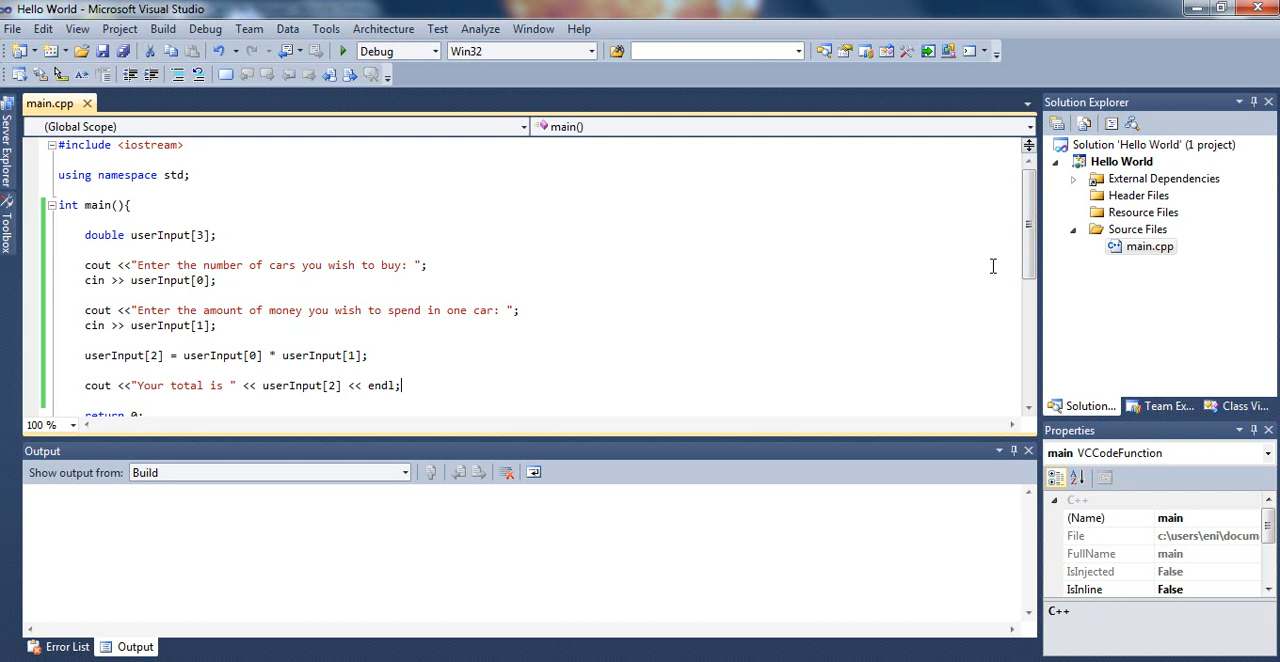 Hello World - Microsoft Visual Studio
File Edit View Project Build Debug Team Data Tools Architecture Test Analyze Window Help
Debug Win32
main.cpp
(Global Scope) main()
#include <iostream>
using namespace std;
int main(){
double userInput[3];
cout <<"Enter the number of cars you wish to buy: ";
cin >> userInput[0];
cout <<"Enter the amount of money you wish to spend in one car: ";
cin >> userInput[1];
userInput[2] = userInput[0] * userInput[1];
cout <<"Your total is " << userInput[2] << endl;
return 0;
100 %
Server Explorer
Toolbox
Output
Show output from: Build
Error List Output
Solution Explorer
Solution 'Hello World' (1 project)
Hello World
External Dependencies
Header Files
Resource Files
Source Files
main.cpp
Solution... Team Ex... Class Vi...
Properties
main VCCodeFunction
C++
(Name) main
File c:\users\eni\docum
FullName main
IsInjected False
IsInline False
C++